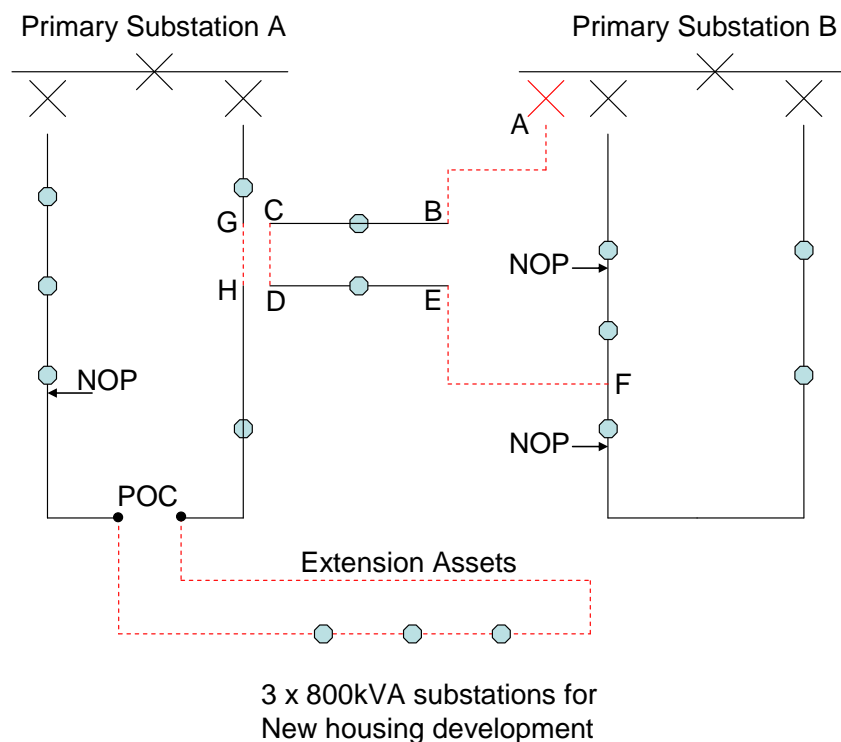 Primary Substation A
Primary Substation B
A
G
C
B
H
D
E
NOP
NOP
F
NOP
POC
Extension Assets
3 x 800kVA substations for
New housing development